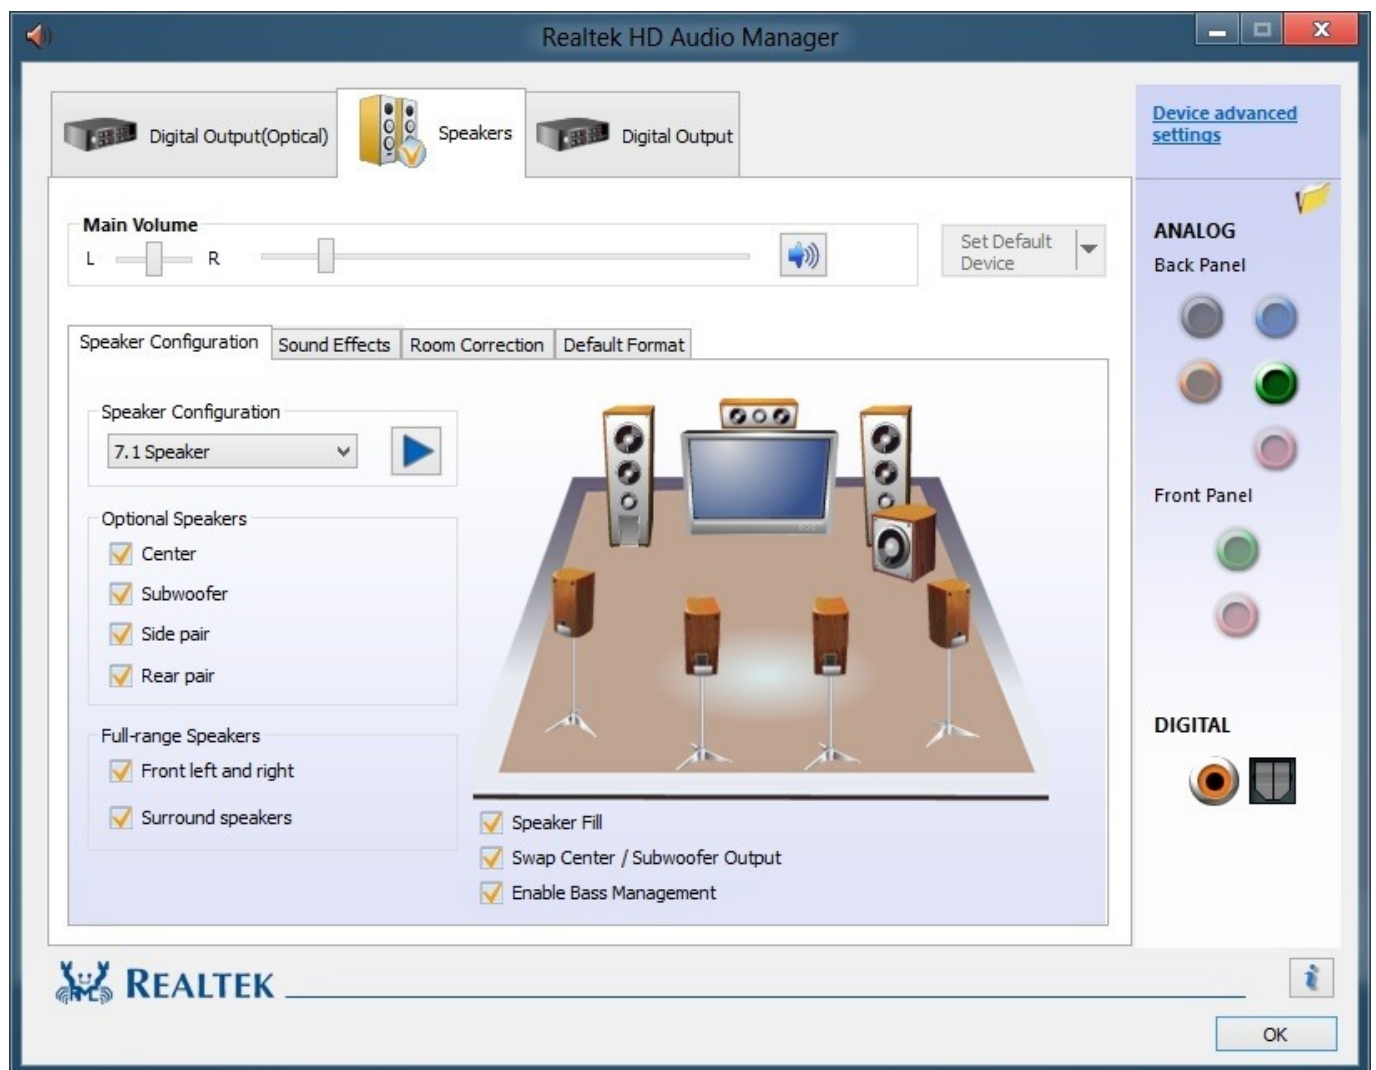 Realtek HD Audio Manager
Digital Output(Optical)
Speakers
Digital Output
Device advanced
settings
Main Volume
L
R
Set Default
Device
ANALOG
Back Panel
Speaker Configuration
Sound Effects
Room Correction
Default Format
Speaker Configuration
7.1 Speaker
Optional Speakers
Center
Subwoofer
Side pair
Rear pair
Full-range Speakers
Front left and right
Surround speakers
Speaker Fill
Swap Center / Subwoofer Output
Enable Bass Management
Front Panel
DIGITAL
REALTEK
OK